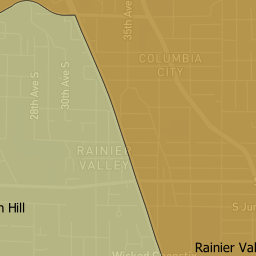 35th Ave S
COLUMBIA
CITY
28th Ave S
30th Ave S
RAINIER
VALLEY
S Jun
n Hill
Rainier Val